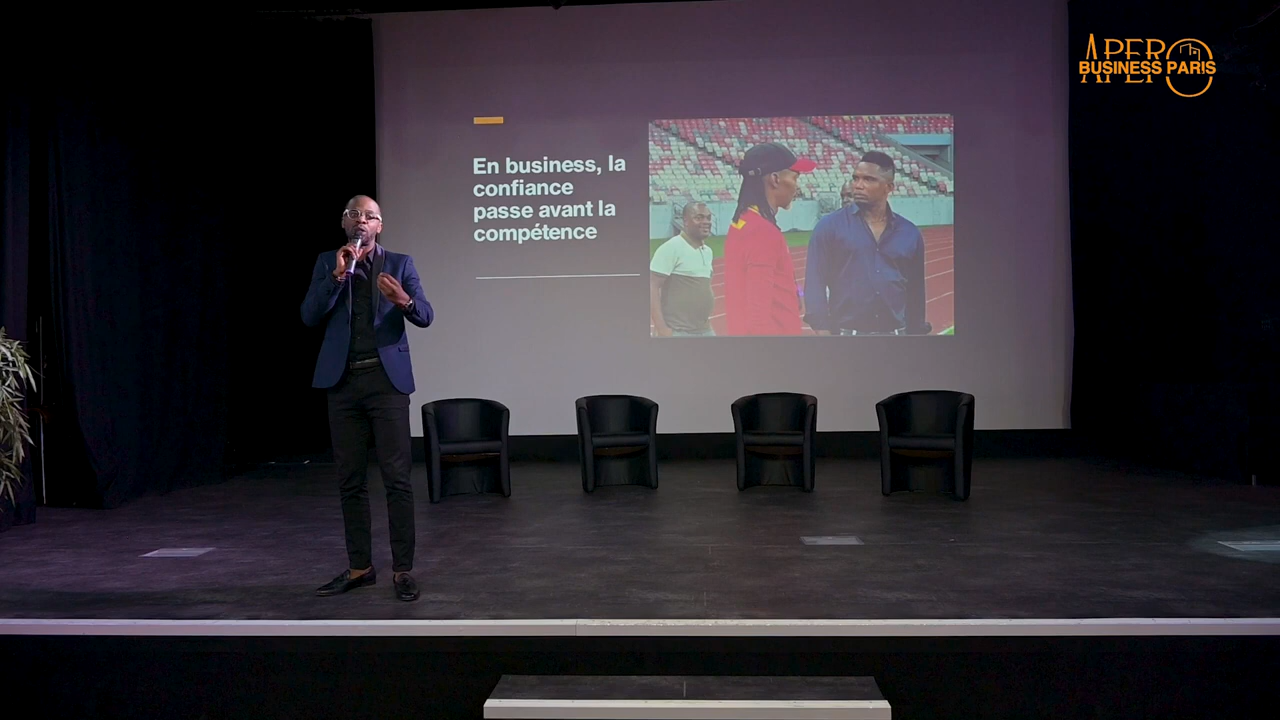 APERO
BUSINESS PARIS
En business, la
confiance
passe avant la
compétence